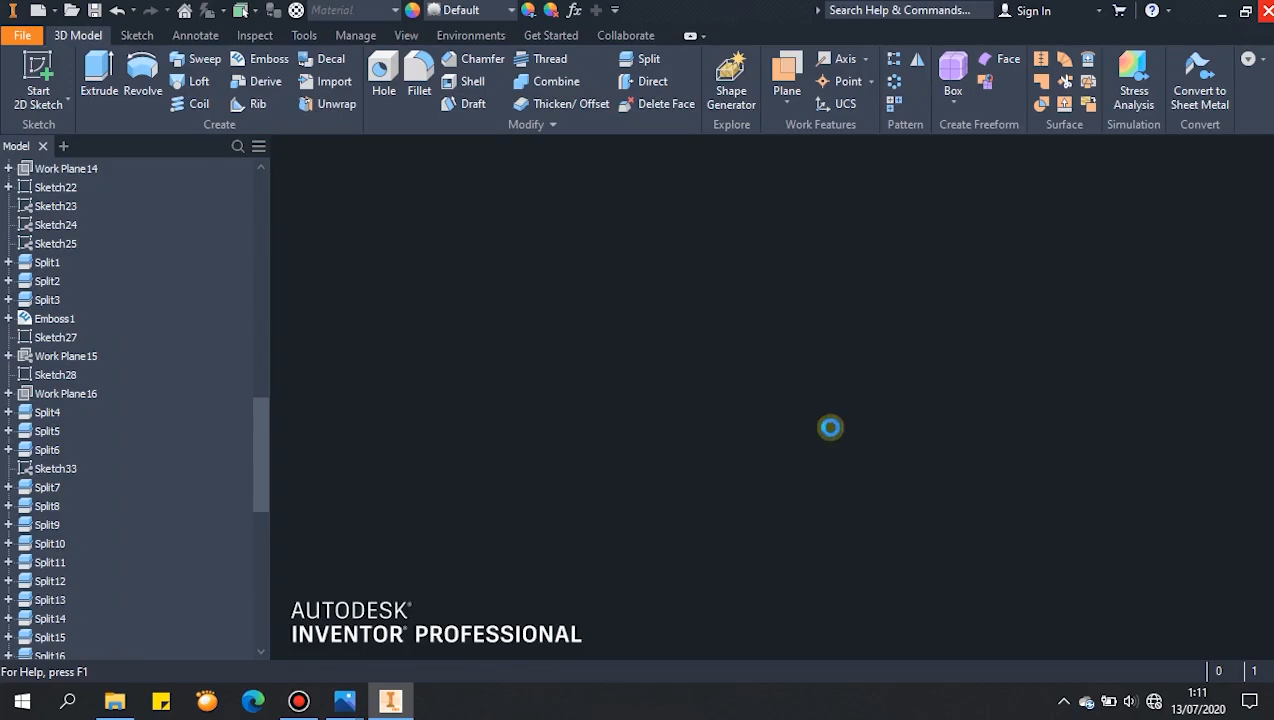 Material Default Search Help & Commands... Sign In
File 3D Model Sketch Annotate Inspect Tools Manage View Environments Get Started Collaborate
Start
2D Sketch
Extrude
Revolve
Sweep
Loft
Coil
Emboss
Derive
Rib
Decal
Import
Unwrap
Hole
Fillet
Chamfer
Shell
Draft
Thread
Combine
Thicken/ Offset
Split
Direct
Delete Face
Shape
Generator
Plane
Axis
Point
UCS
Box
Face
Stress
Analysis
Convert to
Sheet Metal
Sketch Create Modify Explore Work Features Pattern Create Freeform Surface Simulation Convert
Model
Work Plane14
Sketch22
Sketch23
Sketch24
Sketch25
Split1
Split2
Split3
Emboss1
Sketch27
Work Plane15
Sketch28
Work Plane16
Split4
Split5
Split6
Sketch33
Split7
Split8
Split9
Split10
Split11
Split12
Split13
Split14
Split15
Split16
AUTODESK®
INVENTOR® PROFESSIONAL
For Help, press F1
0 1
1:11
13/07/2020